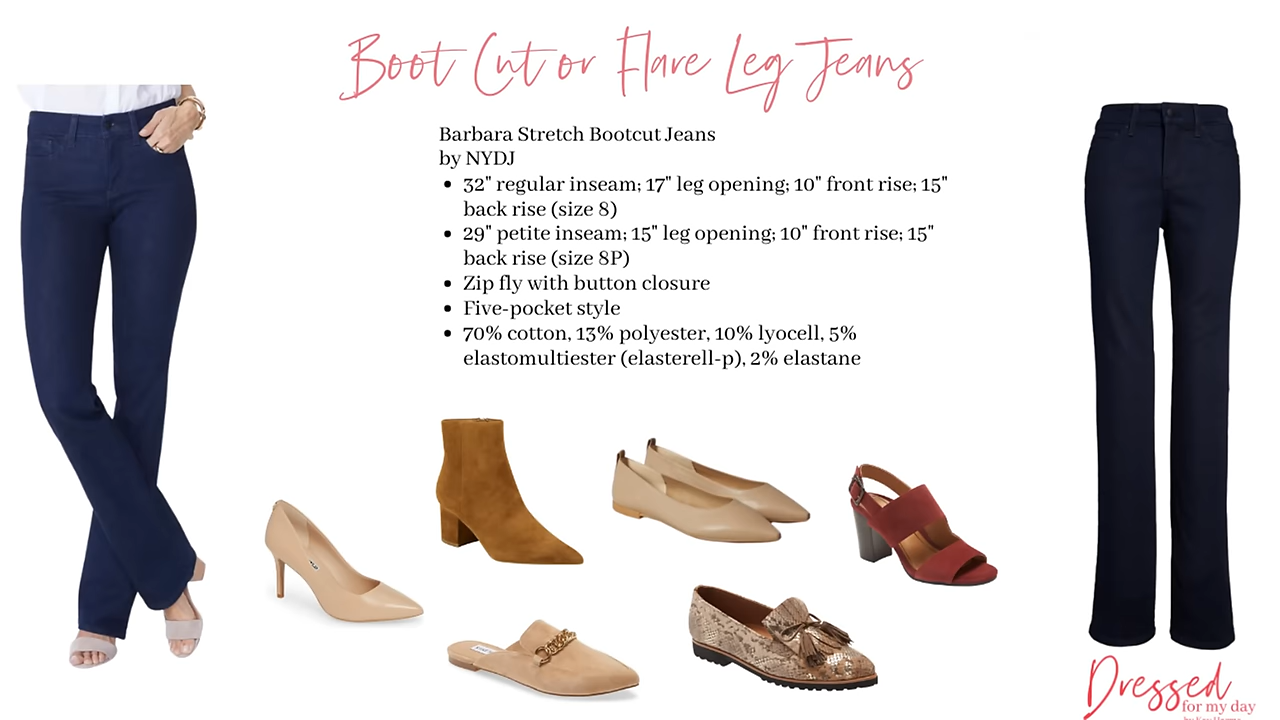 Boot Cut or Flare Leg Jeans
Barbara Stretch Bootcut Jeans
by NYDJ
• 32" regular inseam; 17" leg opening; 10" front rise; 15"
back rise (size 8)
• 29" petite inseam; 15" leg opening; 10" front rise; 15"
back rise (size 8P)
• Zip fly with button closure
• Five-pocket style
• 70% cotton, 13% polyester, 10% lyocell, 5%
elastomultiester (elasterell-p), 2% elastane
Dressed
for my day